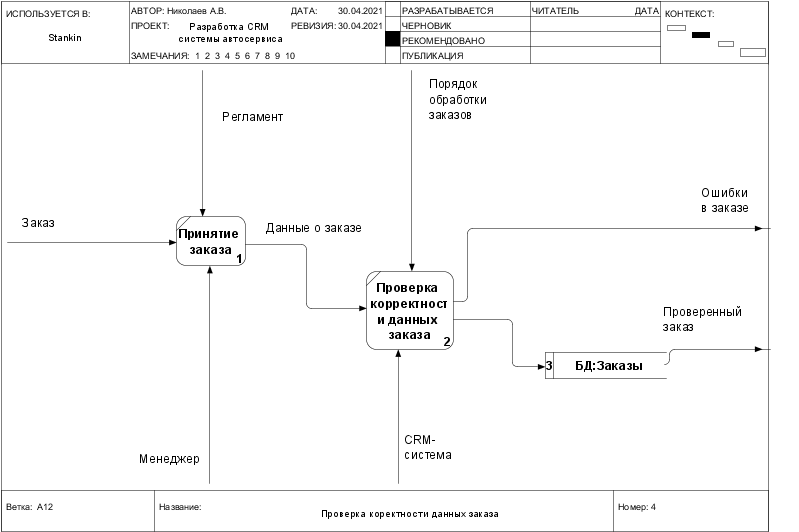 ИСПОЛЬЗУЕТСЯ В:
Stankin
АВТОР: Николаев А.В.
ДАТА: 30.04.2021
ПРОЕКТ: Разработка CRM
системы автосервиса
РЕВИЗИЯ: 30.04.2021
ЗАМЕЧАНИЯ: 1 2 3 4 5 6 7 8 9 10
РАЗРАБАТЫВАЕТСЯ
ЧЕРНОВИК
РЕКОМЕНДОВАНО
ПУБЛИКАЦИЯ
ЧИТАТЕЛЬ
ДАТА
КОНТЕКСТ:
Порядок
обработки
заказов
Регламент
Ошибки
в заказе
Заказ
Данные о заказе
Принятие
заказа
1
Проверка
корректност
и данных
заказа
2
Проверенный
заказ
3
БД:Заказы
CRM-
система
Менеджер
Ветка: A12
Название:
Проверка коректности данных заказа
Номер: 4